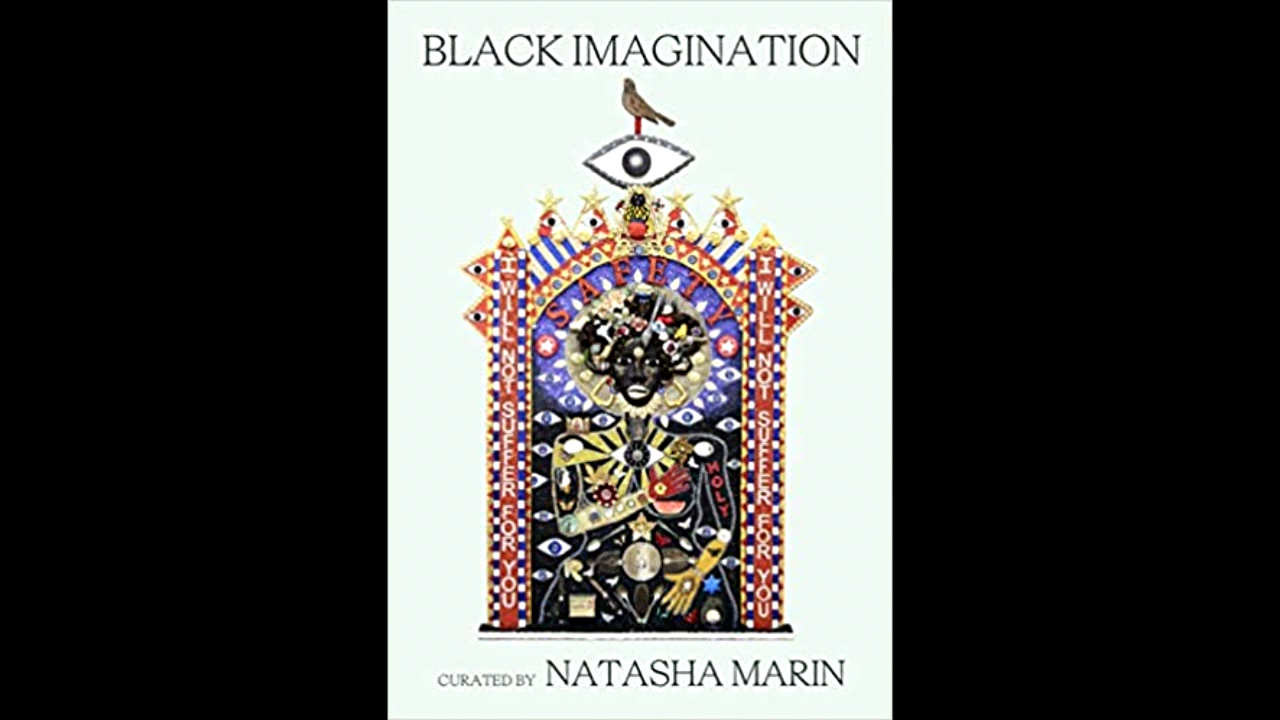 BLACK IMAGINATION
SAFETY
I WILL NOT SUFFER FOR YOU
I WILL NOT SUFFER FOR YOU
HOLY
CURATED BY NATASHA MARIN